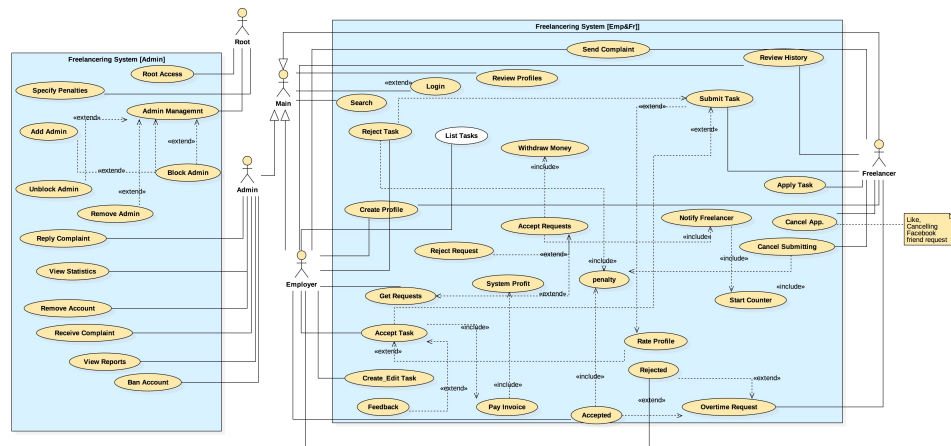 Root
Freelancering System [Admin]
Root Access
Specify Penalties
Admin Managemnt
«extend»
Add Admin
«extend»
«extend»
Block Admin
Unblock Admin
«extend»
Remove Admin
Admin
Reply Complaint
View Statistics
Remove Account
Receive Complaint
View Reports
Ban Account
Freelancering System [Emp&Fr]]
Send Complaint
Review History
Main
«extend»
Login
Review Profiles
Search
Submit Task
«extend»
Reject Task
List Tasks
«extend»
Withdraw Money
«include»
Freelancer
Apply Task
Create Profile
Accept Requests
Notify Freelancer
Cancel App.
Like,
Cancelling
Facebook
friend request
«include»
Cancel Submitting
Reject Request
«extend»
«include»
«include»
«include»
Employer
System Profit
penalty
Get Requests
«extend»
Start Counter
Accept Task
«include»
«extend»
Rate Profile
Rejected
Create_Edit Task
«include»
«include»
«extend»
«extend»
Feedback
Pay Invoice
«extend»
Overtime Request
Accepted